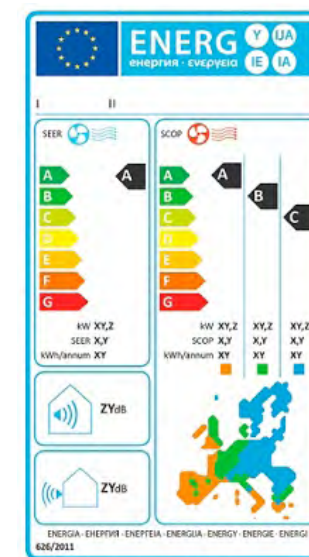 ENERG Y IJA
енергия · ενεργεια IE IA
I II
SEER
A A
B
C
D
E
F
G
kW XY,Z
SEER X,Y
kWh/annum XY
SCOP
A A
B B
C C
D
E
F
G
kW XY,Z XY,Z XY,Z
SCOP X,Y X,Y X,Y
kWh/annum XY XY XY
ZYdB
ZYdB
ENERGIA · ЕНЕРГИЯ · ΕΝΕΡΓΕΙΑ · ENERGIJA · ENERGY · ENERGIE · ENERGI
626/2011